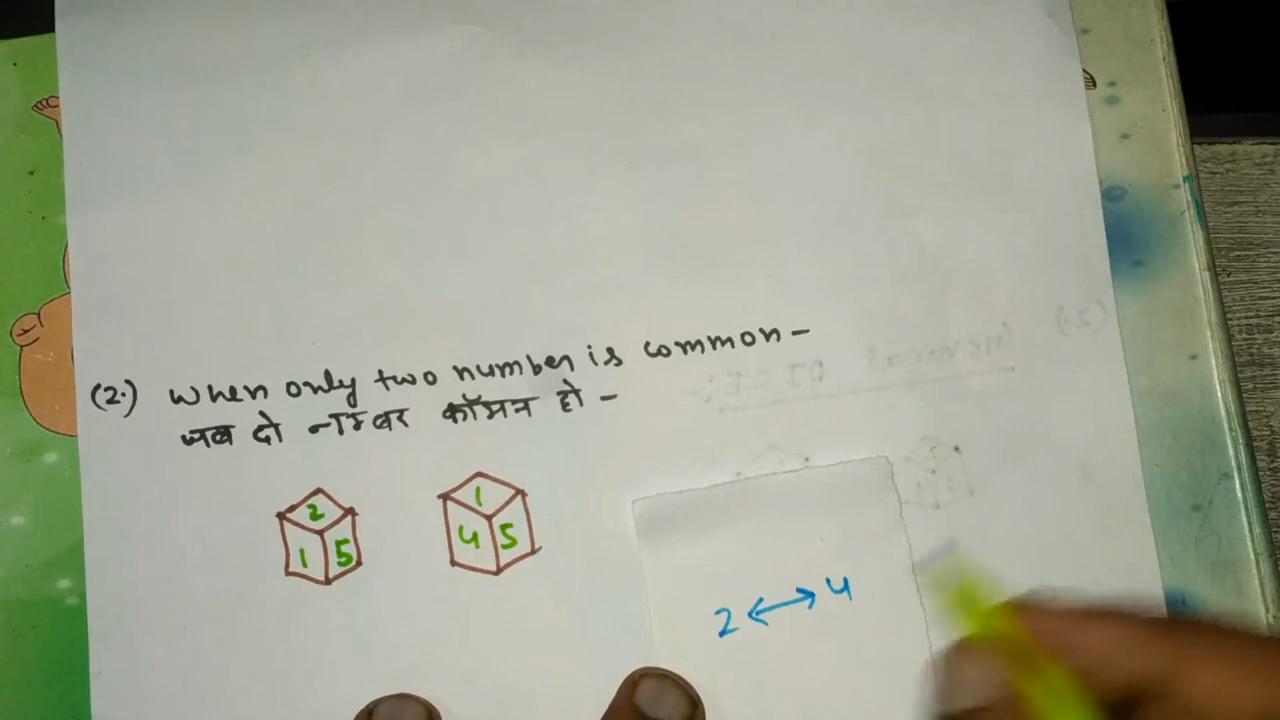 (2.) When only two number is common -
जब दो नम्बर कॉमन हो -
2
1 5
1
4 5
2 ↔ 4